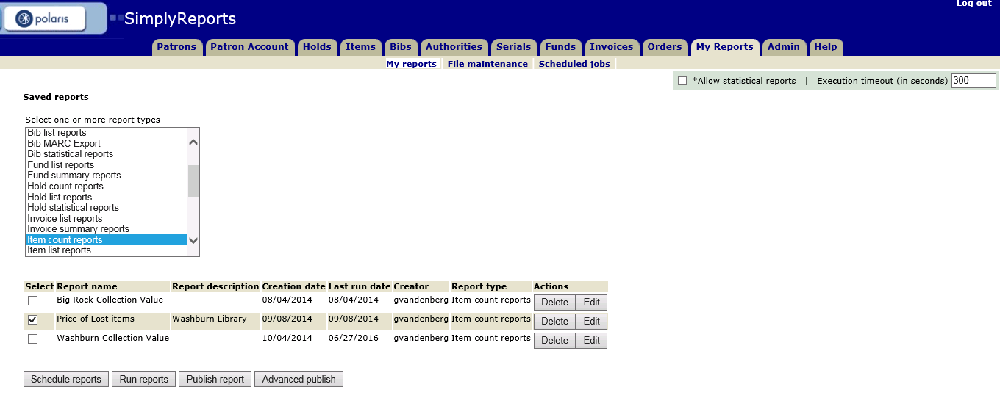 Log out
polaris
SimplyReports
Patrons Patron Account Holds Items Bibs Authorities Serials Funds Invoices Orders My Reports Admin Help
My reports File maintenance Scheduled jobs
*Allow statistical reports | Execution timeout (in seconds) 300
Saved reports
Select one or more report types
Bib list reports
Bib MARC Export
Bib statistical reports
Fund list reports
Fund summary reports
Hold count reports
Hold list reports
Hold statistical reports
Invoice list reports
Invoice summary reports
Item count reports
Item list reports
Select Report name Report description Creation date Last run date Creator Report type Actions
Big Rock Collection Value 08/04/2014 08/04/2014 gvandenberg Item count reports Delete Edit
Price of Lost items Washburn Library 09/08/2014 09/08/2014 gvandenberg Item count reports Delete Edit
Washburn Collection Value 10/04/2014 06/27/2016 gvandenberg Item count reports Delete Edit
Schedule reports Run reports Publish report Advanced publish